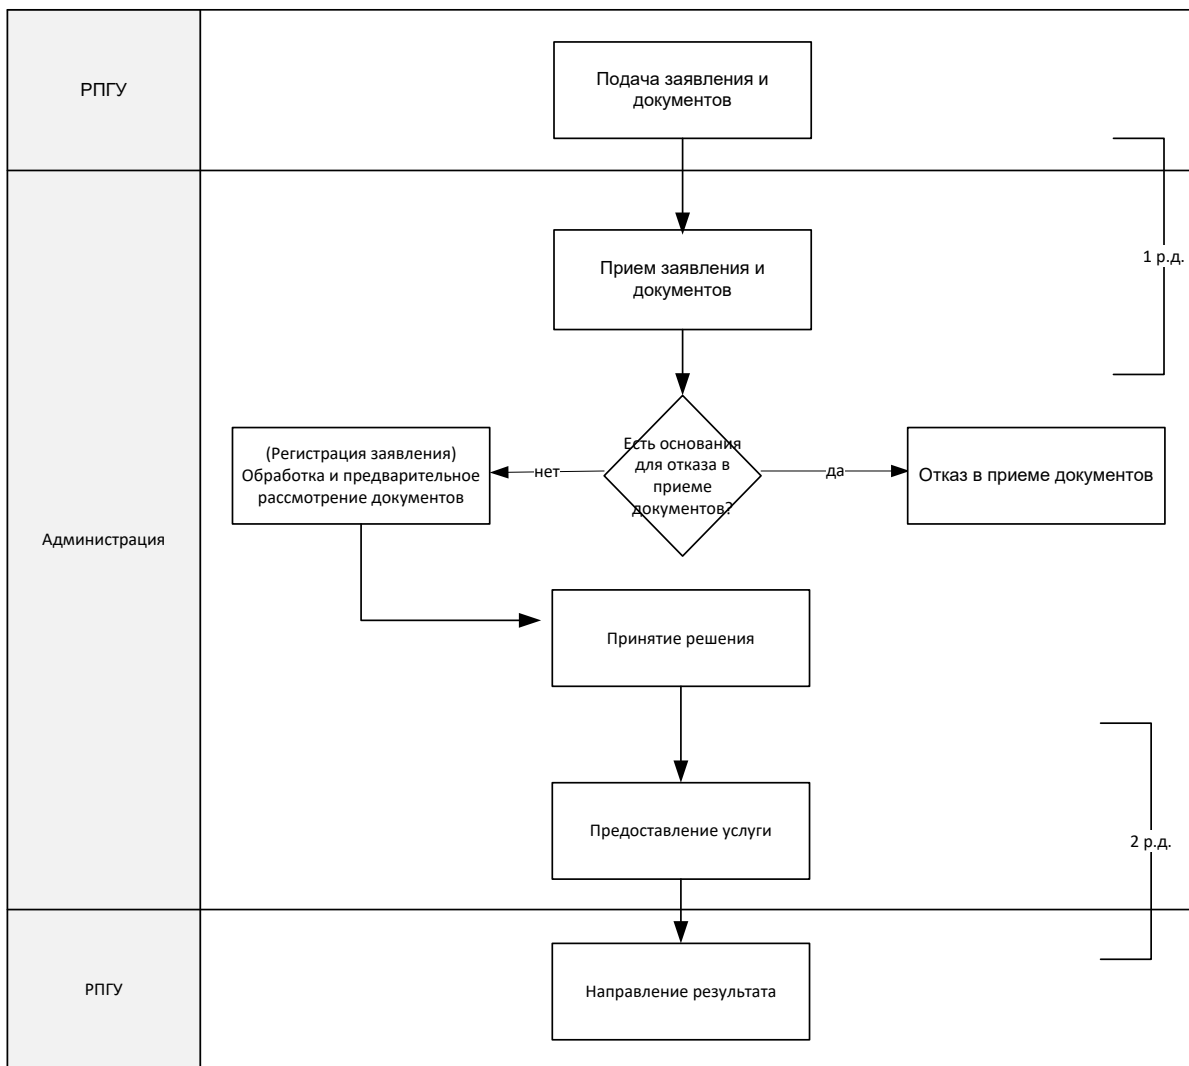 РПГУ
Подача заявления и
документов
Прием заявления и
документов
1 р.д.
Есть основания
для отказа в
приеме
документов?
нет
да
(Регистрация заявления)
Обработка и предварительное
рассмотрение документов
Отказ в приеме документов
Администрация
Принятие решения
Предоставление услуги
2 р.д.
РПГУ
Направление результата